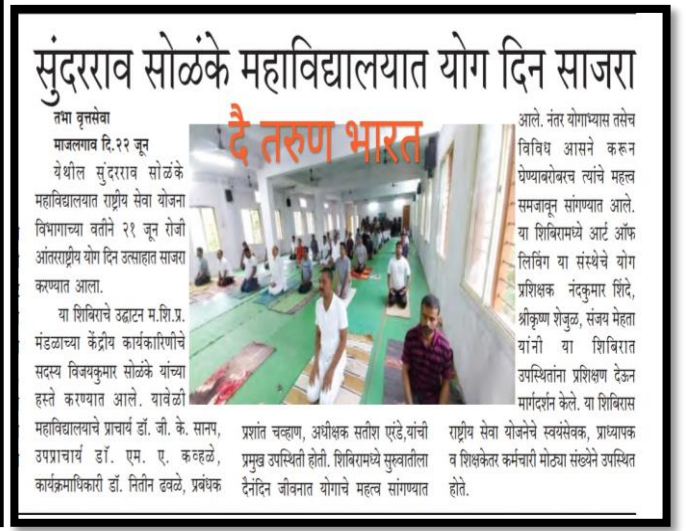 सुंदरराव सोळंके महाविद्यालयात योग दिन साजरा
दै तरुण भारत
तभा वृत्तसेवा
माजलगाव दि.२२ जून
येथील सुंदरराव सोळंके
महाविद्यालयात राष्ट्रीय सेवा योजना
विभागाच्या वतीने २१ जून रोजी
आंतरराष्ट्रीय योग दिन उत्साहात साजरा
करण्यात आला.
या शिबिराचे उद्घाटन म.शि.प्र.
मंडळाच्या केंद्रीय कार्यकारिणीचे
सदस्य विजयकुमार सोळंके यांच्या
हस्ते करण्यात आले. यावेळी
महाविद्यालयाचे प्राचार्य डॉ. जी. के. सानप,
उपप्राचार्य डॉ. एम. ए. कव्हळे,
कार्यक्रमाधिकारी डॉ. नितीन ढवळे, प्रबंधक
प्रशांत चव्हाण, अधीक्षक सतीश एरंडे,यांची
प्रमुख उपस्थिती होती. शिबिरामध्ये सुरुवातीला
दैनंदिन जीवनात योगाचे महत्व सांगण्यात
आले. नंतर योगाभ्यास तसेच
विविध आसने करून
घेण्याबरोबरच त्यांचे महत्त्व
समजावून सांगण्यात आले.
या शिबिरामध्ये आर्ट ऑफ
लिविंग या संस्थेचे योग
प्रशिक्षक नंदकुमार शिंदे,
श्रीकृष्ण शेजुळ, संजय मेहता
यांनी या शिबिरात
उपस्थितांना प्रशिक्षण देऊन
मार्गदर्शन केले. या शिबिरास
राष्ट्रीय सेवा योजनेचे स्वयंसेवक, प्राध्यापक
व शिक्षकेतर कर्मचारी मोठ्या संख्येने उपस्थित
होते.